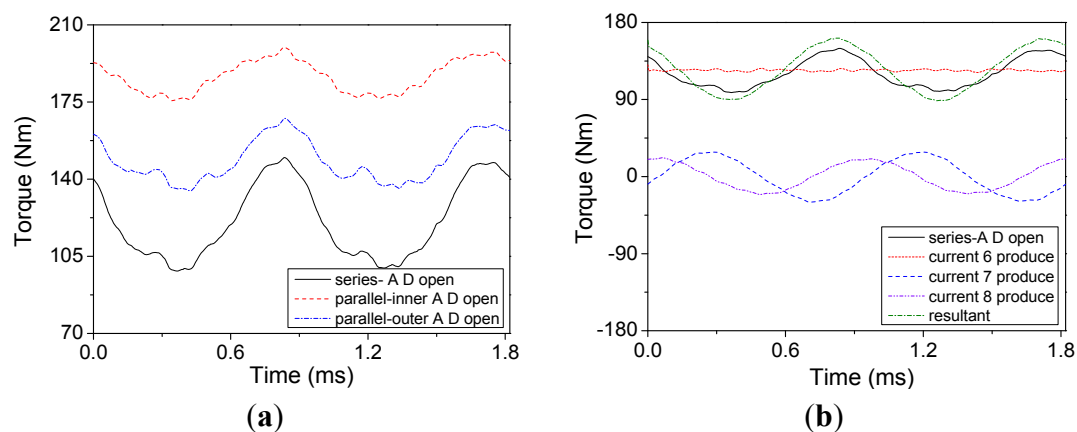 210
175
140
105
70
Torque (Nm)
series- A D open
parallel-inner A D open
parallel-outer A D open
0.0 0.6 1.2 1.8
Time (ms)
(a)
180
90
0
-90
-180
Torque (Nm)
series-A D open
current 6 produce
current 7 produce
current 8 produce
resultant
0.0 0.6 1.2 1.8
Time (ms)
(b)